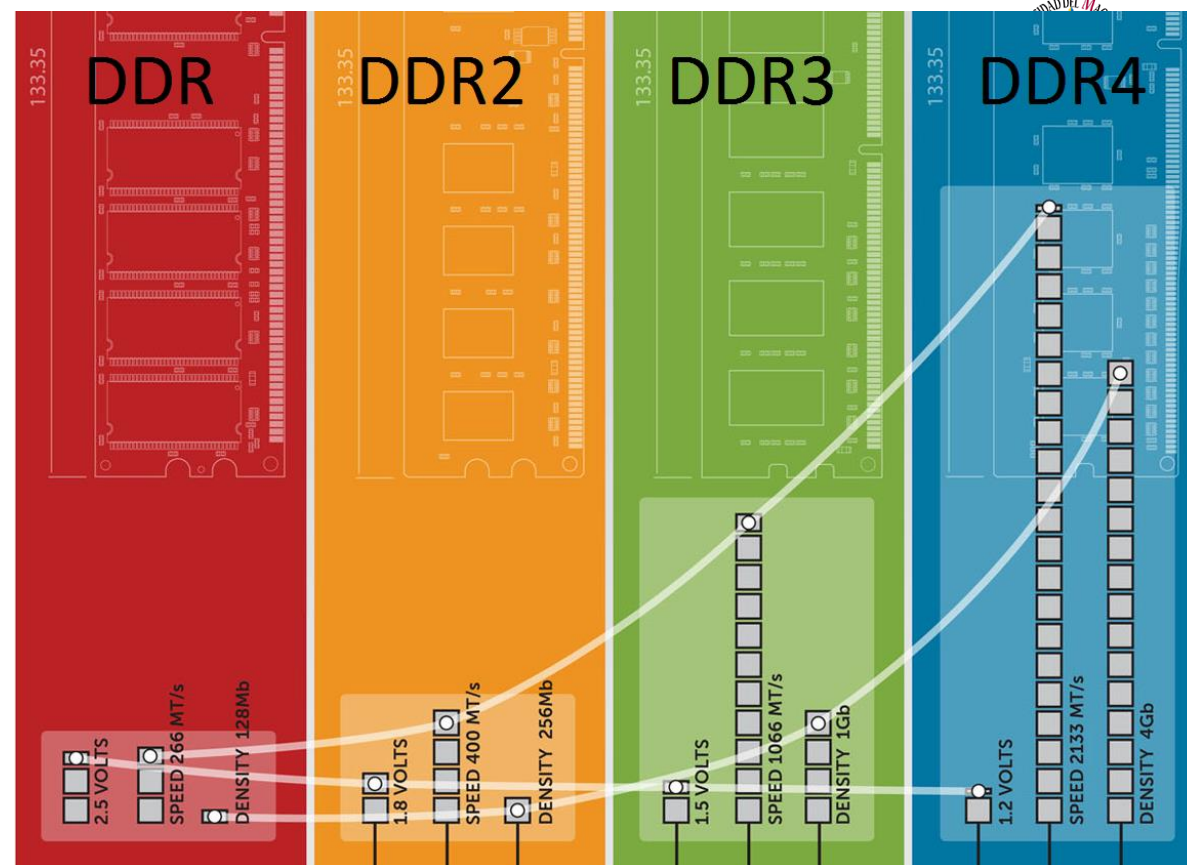 133.35
DDR
2.5 VOLTS
SPEED 266 MT/s
DENSITY 128Mb
133.35
DDR2
1.8 VOLTS
SPEED 400 MT/s
DENSITY 256Mb
133.35
DDR3
1.5 VOLTS
SPEED 1066 MT/s
DENSITY 1Gb
133.35
DDR4
1.2 VOLTS
SPEED 2133 MT/s
DENSITY 4Gb